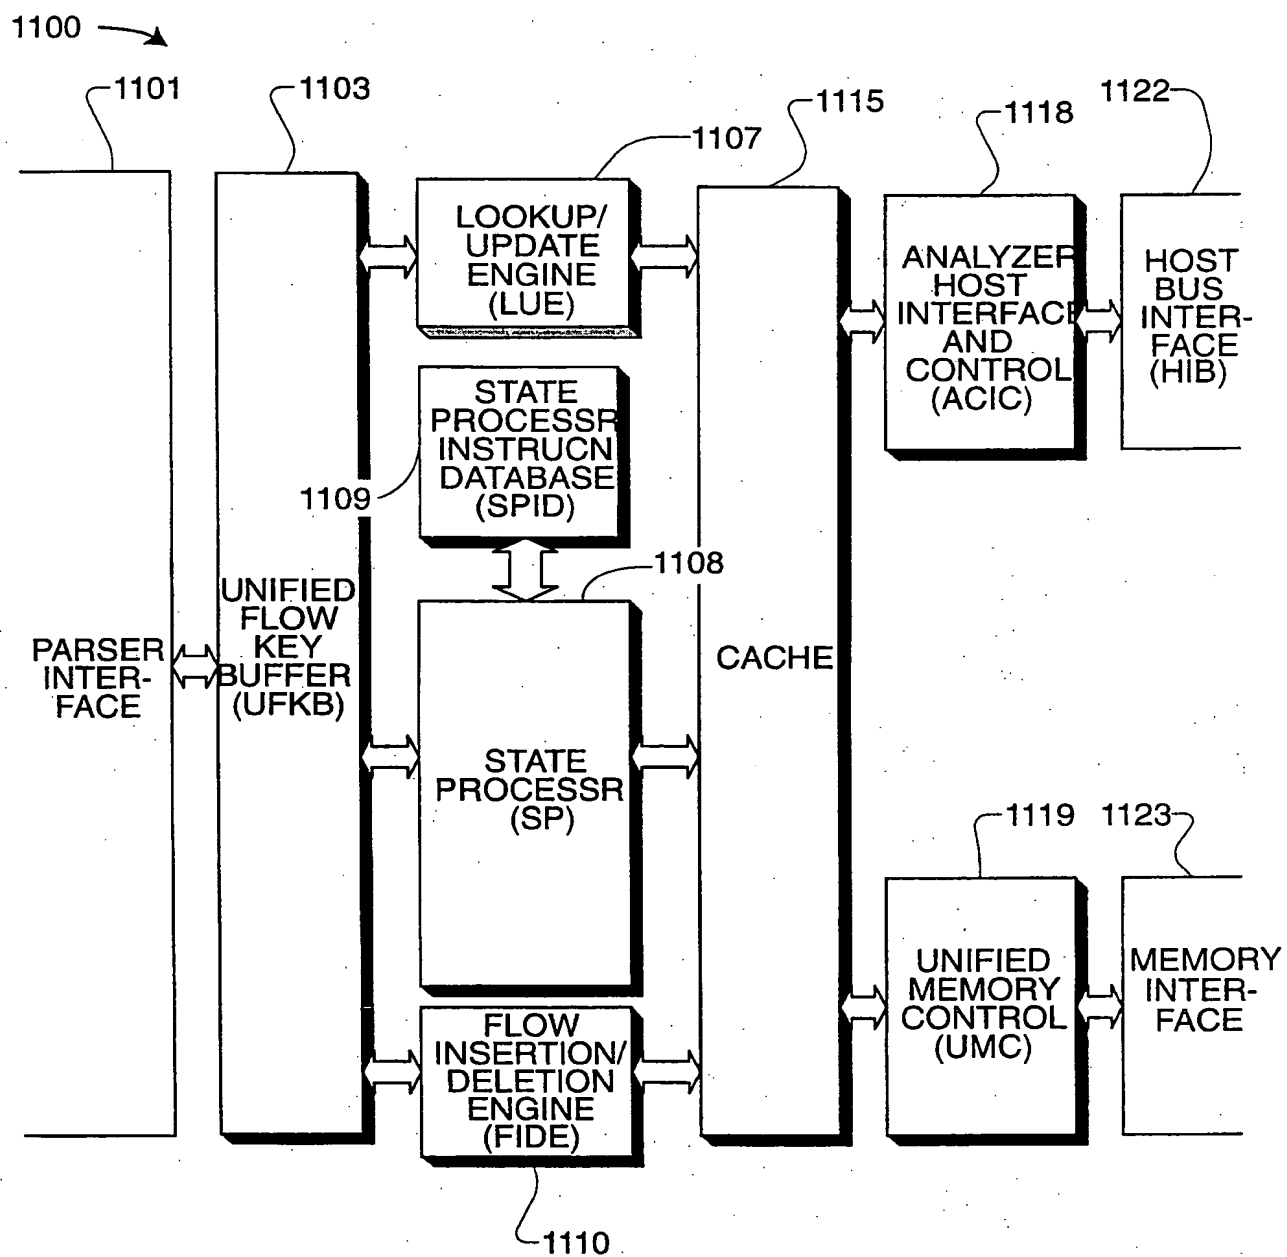 1100
1101
1103
1107
1115
1118
1122
LOOKUP/
UPDATE
ENGINE
(LUE)
ANALYZER
HOST
INTERFACE
AND
CONTROL
(ACIC)
HOST
BUS
INTER-
FACE
(HIB)
STATE
PROCESSR
INSTRUCN
DATABASE
(SPID)
1109
1108
UNIFIED
FLOW
KEY
BUFFER
(UFKB)
PARSER
INTER-
FACE
CACHE
STATE
PROCESSR
(SP)
1119
1123
UNIFIED
MEMORY
CONTROL
(UMC)
MEMORY
INTER-
FACE
FLOW
INSERTION/
DELETION
ENGINE
(FIDE)
1110